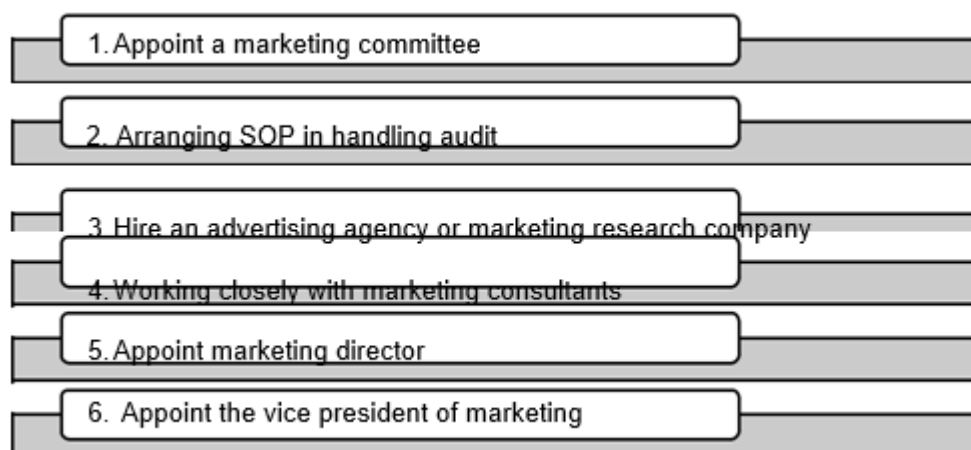 1. Appoint a marketing committee
2. Arranging SOP in handling audit
3. Hire an advertising agency or marketing research company
4. Working closely with marketing consultants
5. Appoint marketing director
6. Appoint the vice president of marketing